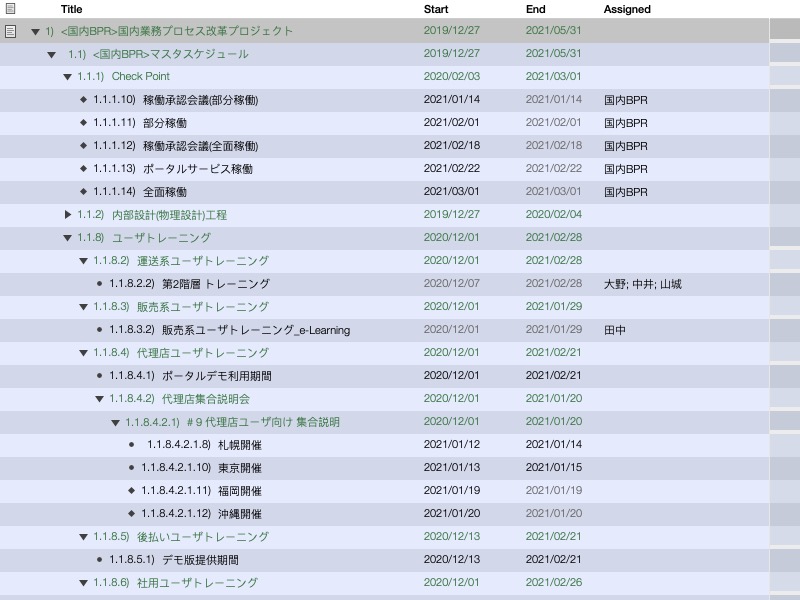 Title Start End Assigned
1) <国内BPR>国内業務プロセス改革プロジェクト 2019/12/27 2021/05/31
1.1) <国内BPR>マスタスケジュール 2019/12/27 2021/05/31
1.1.1) Check Point 2020/02/03 2021/03/01
1.1.1.10) 稼働承認会議(部分稼働) 2021/01/14 2021/01/14 国内BPR
1.1.1.11) 部分稼働 2021/02/01 2021/02/01 国内BPR
1.1.1.12) 稼働承認会議(全面稼働) 2021/02/18 2021/02/18 国内BPR
1.1.1.13) ポータルサービス稼働 2021/02/22 2021/02/22 国内BPR
1.1.1.14) 全面稼働 2021/03/01 2021/03/01 国内BPR
1.1.2) 内部設計(物理設計)工程 2019/12/27 2020/02/04
1.1.8) ユーザトレーニング 2020/12/01 2021/02/28
1.1.8.2) 運送系ユーザトレーニング 2020/12/01 2021/02/28
1.1.8.2.2) 第2階層 トレーニング 2020/12/07 2021/02/28 大野; 中井; 山城
1.1.8.3) 販売系ユーザトレーニング 2020/12/01 2021/01/29
1.1.8.3.2) 販売系ユーザトレーニング_e-Learning 2020/12/01 2021/01/29 田中
1.1.8.4) 代理店ユーザトレーニング 2020/12/01 2021/02/21
1.1.8.4.1) ポータルデモ利用期間 2020/12/01 2021/02/21
1.1.8.4.2) 代理店集合説明会 2020/12/01 2021/01/20
1.1.8.4.2.1) #９代理店ユーザ向け 集合説明 2020/12/01 2021/01/20
1.1.8.4.2.1.8) 札幌開催 2021/01/12 2021/01/14
1.1.8.4.2.1.10) 東京開催 2021/01/13 2021/01/15
1.1.8.4.2.1.11) 福岡開催 2021/01/19 2021/01/19
1.1.8.4.2.1.12) 沖縄開催 2021/01/20 2021/01/20
1.1.8.5) 後払いユーザトレーニング 2020/12/13 2021/02/21
1.1.8.5.1) デモ版提供期間 2020/12/13 2021/02/21
1.1.8.6) 社用ユーザトレーニング 2020/12/01 2021/02/26